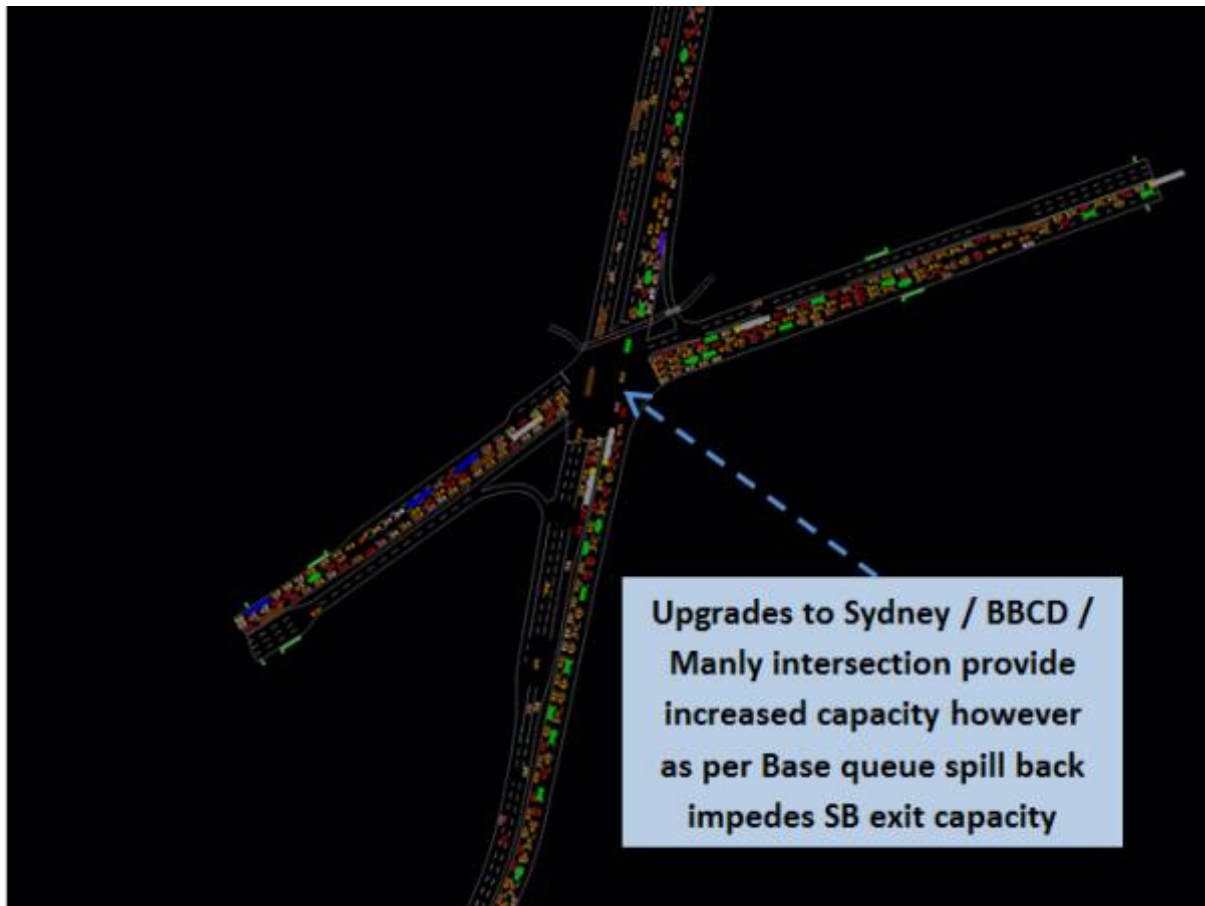 Upgrades to Sydney / BBCD /
Manly intersection provide
increased capacity however
as per Base queue spill back
impedes SB exit capacity